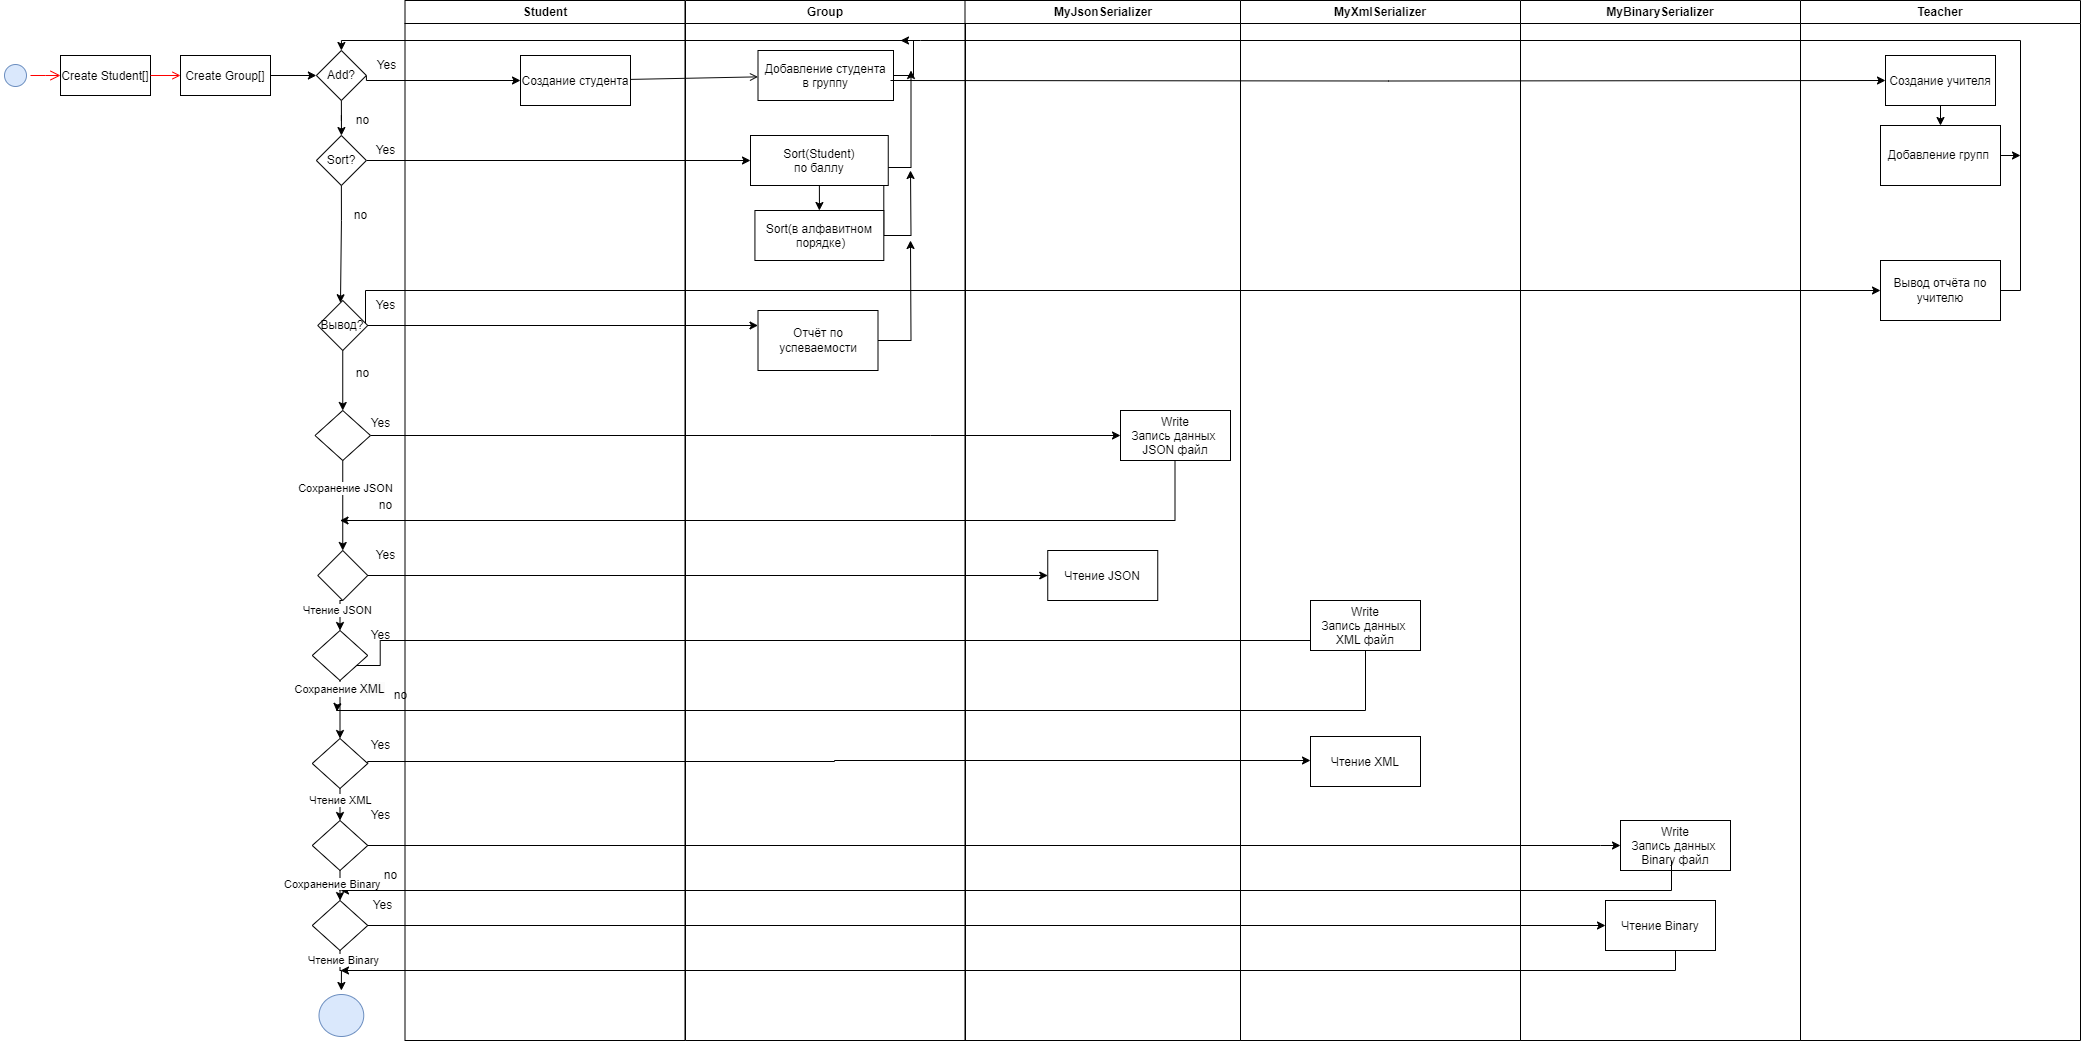 Student
Group
MyJsonSerializer
MyXmlSerializer
MyBinarySerializer
Teacher
Create Student[]
Create Group[]
Add?
Yes
Создание студента
Добавление студента
в группу
Создание учителя
no
Sort?
Yes
Sort(Student)
по баллу
Добавление групп
no
Sort(в алфавитном
порядке)
Вывод?
Yes
Вывод отчёта по
учителю
Отчёт по
успеваемости
no
Yes
Write
Запись данных
JSON файл
Сохранение JSON
no
Yes
Чтение JSON
Чтение JSON
Yes
Write
Запись данных
XML файл
Сохранение XML
no
Yes
Чтение XML
Чтение XML
Yes
Write
Запись данных
Binary файл
Сохранение Binary
no
Yes
Чтение Binary
Чтение Binary